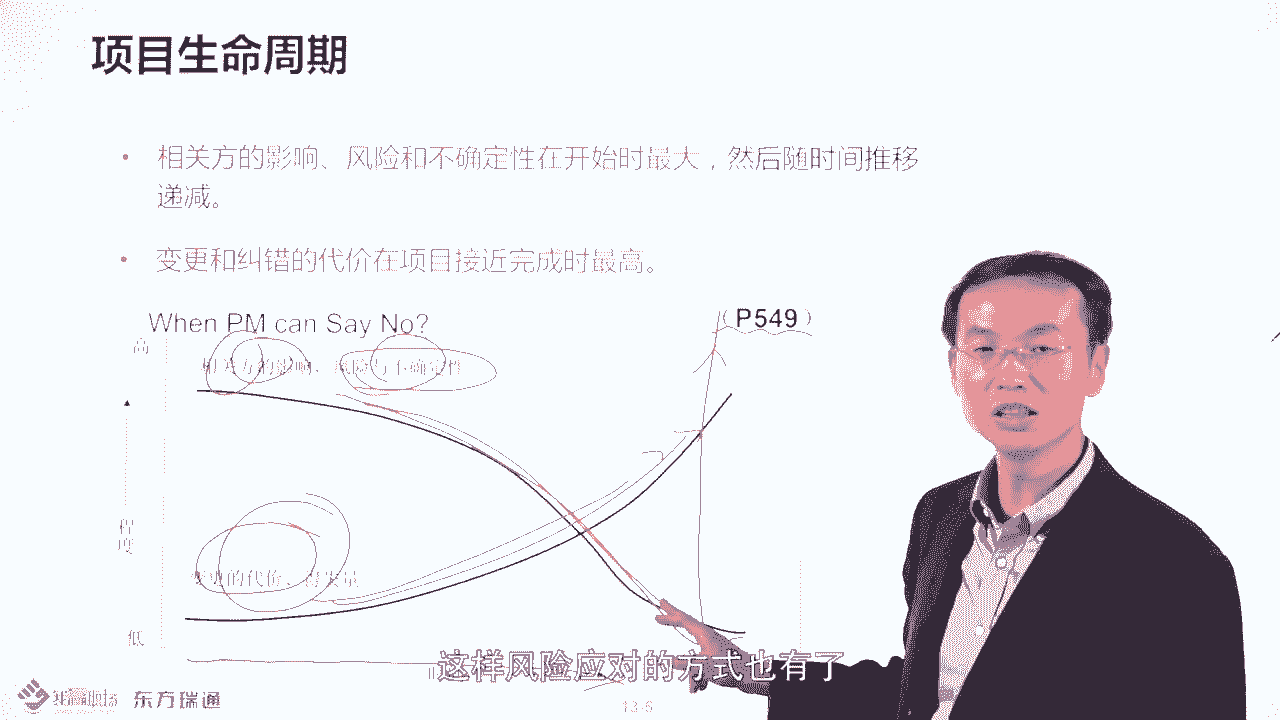 项目生命周期
• 相关方的影响、风险和不确定性在开始时最大，然后随时间推移
递减。
• 变更和纠错的代价在项目接近完成时最高。
When PM can Say No?
（P549）
高
相关方的影响、风险与不确定性
程度
变更的代价、
低
这样风险应对的方式也有了
东方瑞通